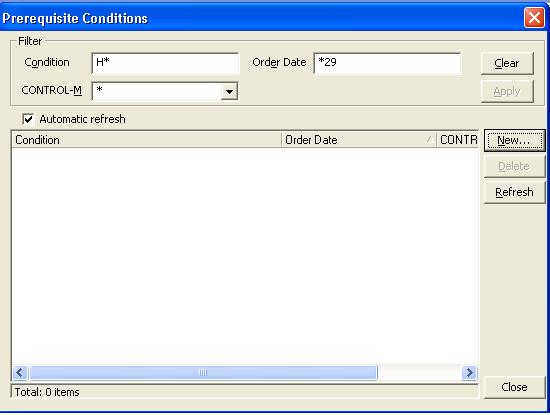 Prerequisite Conditions
Filter
Condition H* Order Date *29 Clear
CONTROL-M * Apply
Automatic refresh
Condition Order Date CONTR New...
Delete
Refresh
Total: 0 items Close